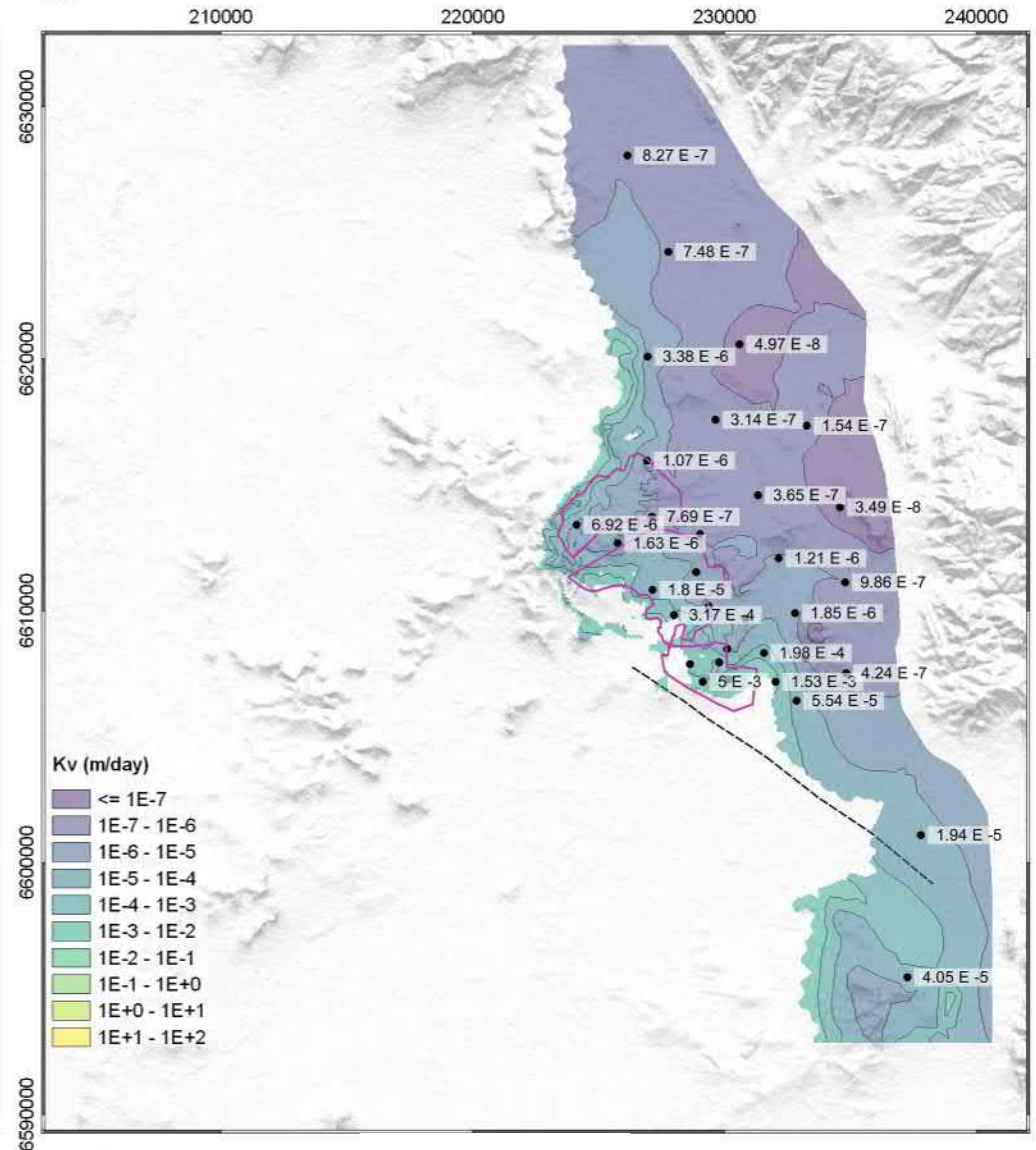 210000 220000 230000 240000
6630000
6620000
6610000
6600000
6590000
8.27 E -7
7.48 E -7
4.97 E -8
3.38 E -6
3.14 E -7
1.54 E -7
1.07 E -6
3.65 E -7
3.49 E -8
7.69 E -7
6.92 E -6
1.63 E -6
1.21 E -6
9.86 E -7
1.8 E -5
1.85 E -6
3.17 E -4
1.98 E -4
4.24 E -7
5 E -3
1.53 E -3
5.54 E -5
1.94 E -5
4.05 E -5
Kv (m/day)
<= 1E-7
1E-7 - 1E-6
1E-6 - 1E-5
1E-5 - 1E-4
1E-4 - 1E-3
1E-3 - 1E-2
1E-2 - 1E-1
1E-1 - 1E+0
1E+0 - 1E+1
1E+1 - 1E+2